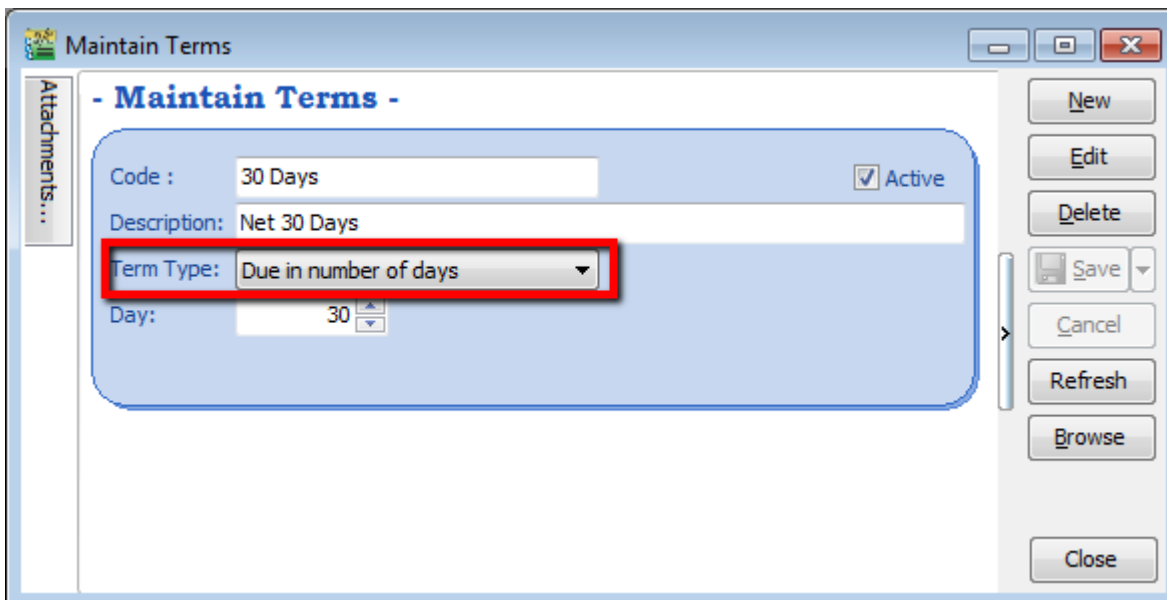 Maintain Terms
Attachments...
- Maintain Terms -
Code : 30 Days Active
Description: Net 30 Days
Term Type: Due in number of days
Day: 30
New
Edit
Delete
Save
Cancel
Refresh
Browse
Close